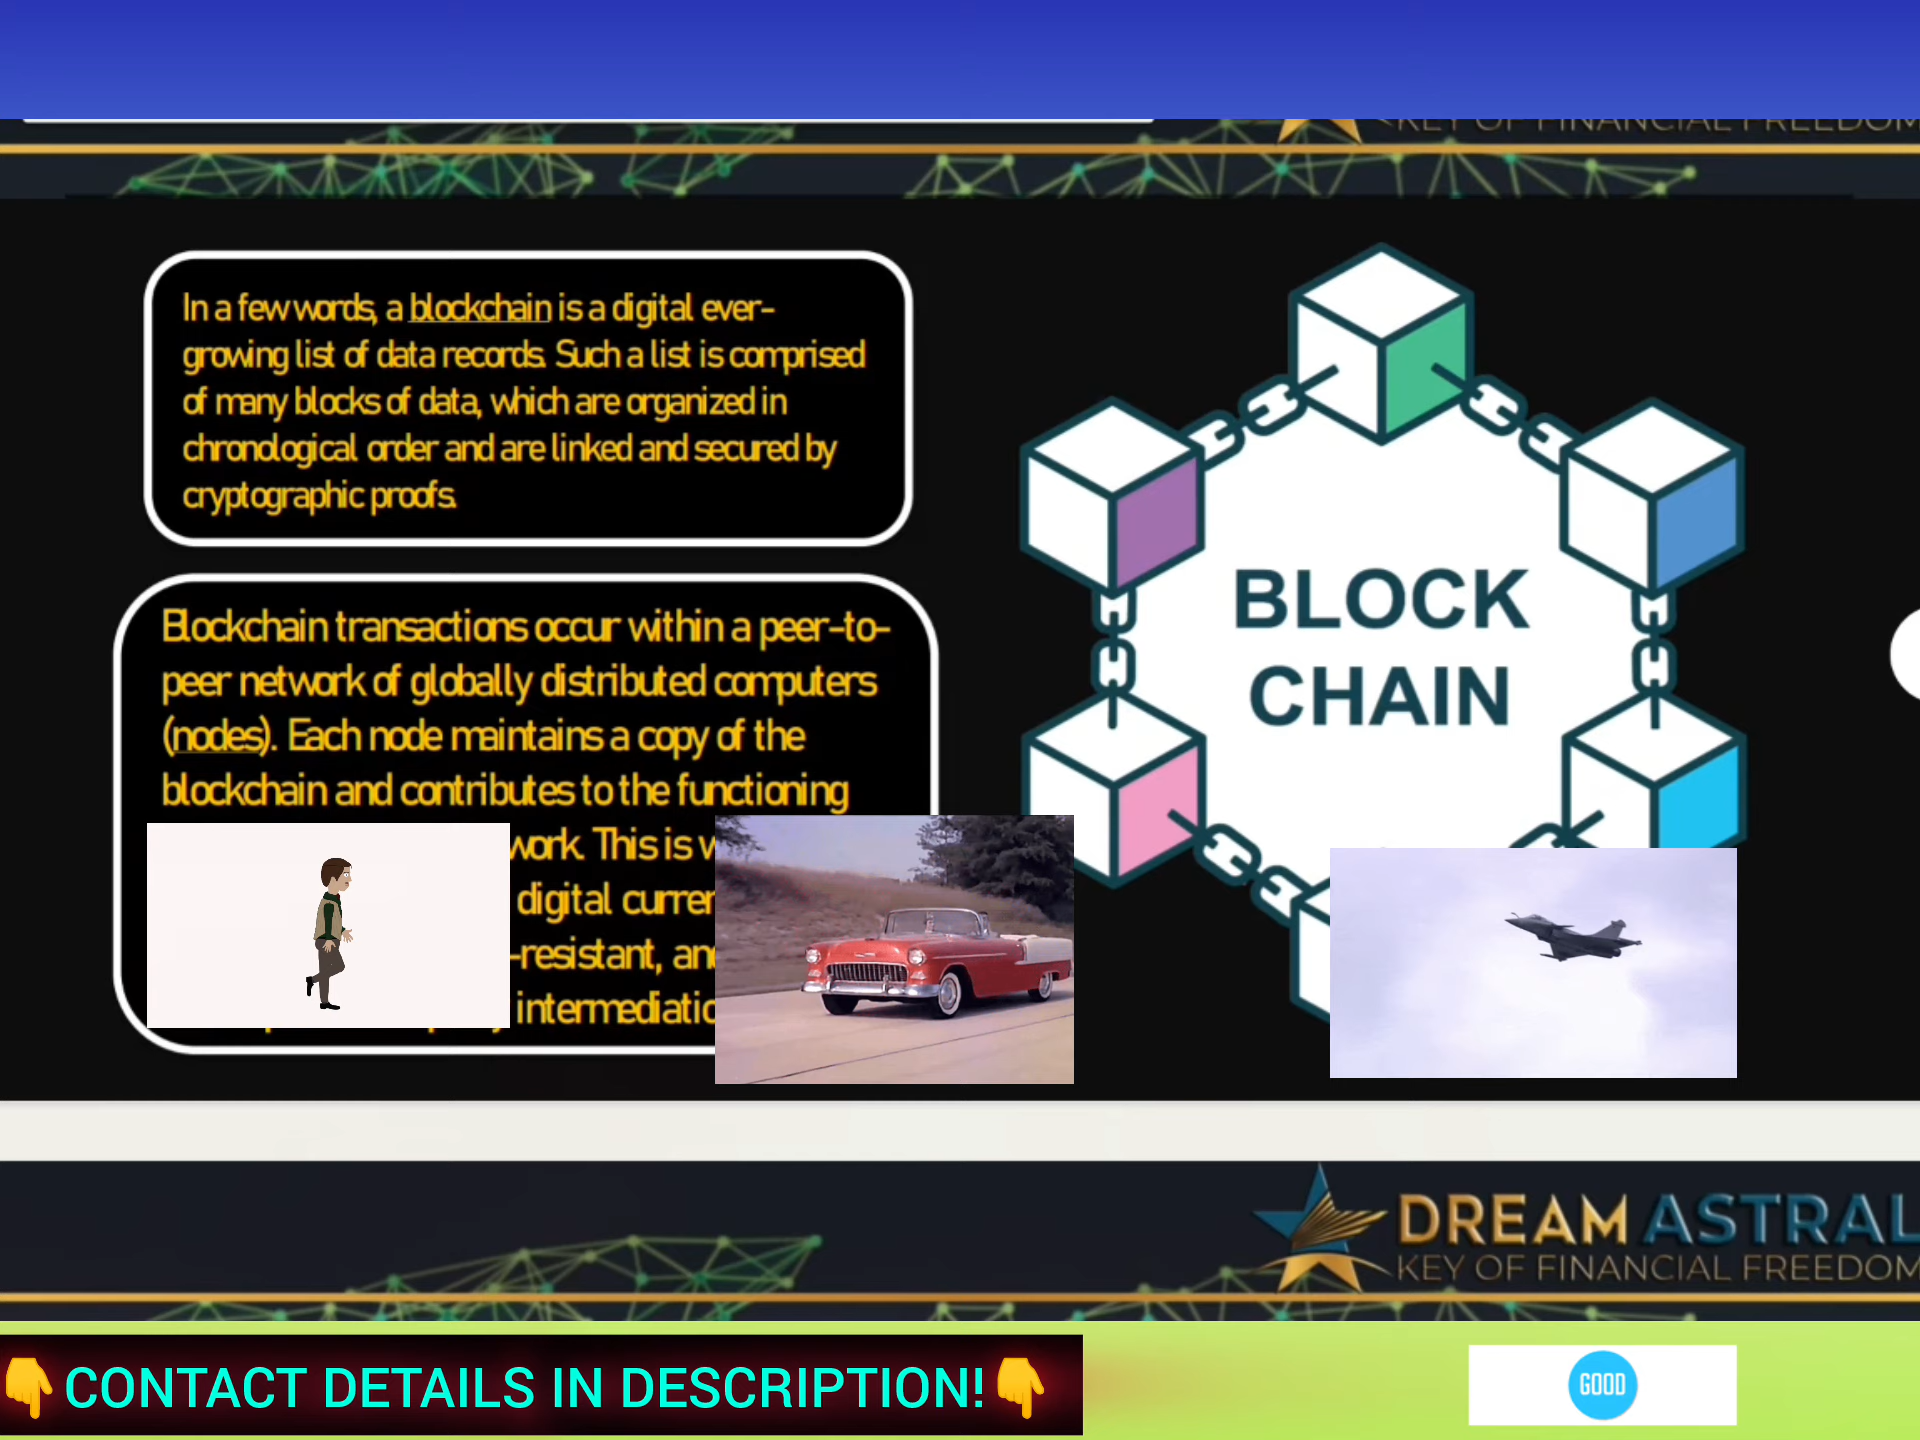 KEY OF FINANCIAL FREEDOM
In a few words, a blockchain is a digital ever-
growing list of data records. Such a list is comprised
of many blocks of data, which are organized in
chronological order and are linked and secured by
cryptographic proofs.
Blockchain transactions occur within a peer-to-
peer network of globally distributed computers
(nodes). Each node maintains a copy of the
blockchain and contributes to the functioning
work. This is
digital
-resistant,
BLOCK
CHAIN
DREAM ASTRAL
KEY OF FINANCIAL FREEDOM
👇CONTACT DETAILS IN DESCRIPTION!👇
GOOD